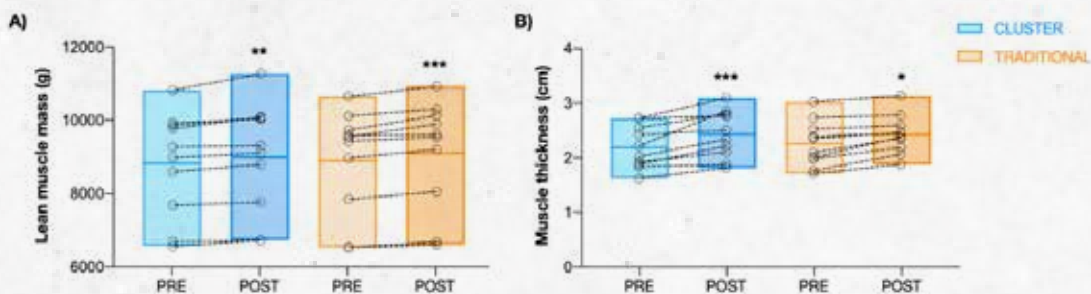 A)
Lean muscle mass (g)
12000
10000
8000
6000
**
***
PRE
POST
PRE
POST
B)
Muscle thickness (cm)
4
3
2
1
0
***
*
PRE
POST
PRE
POST
CLUSTER
TRADITIONAL